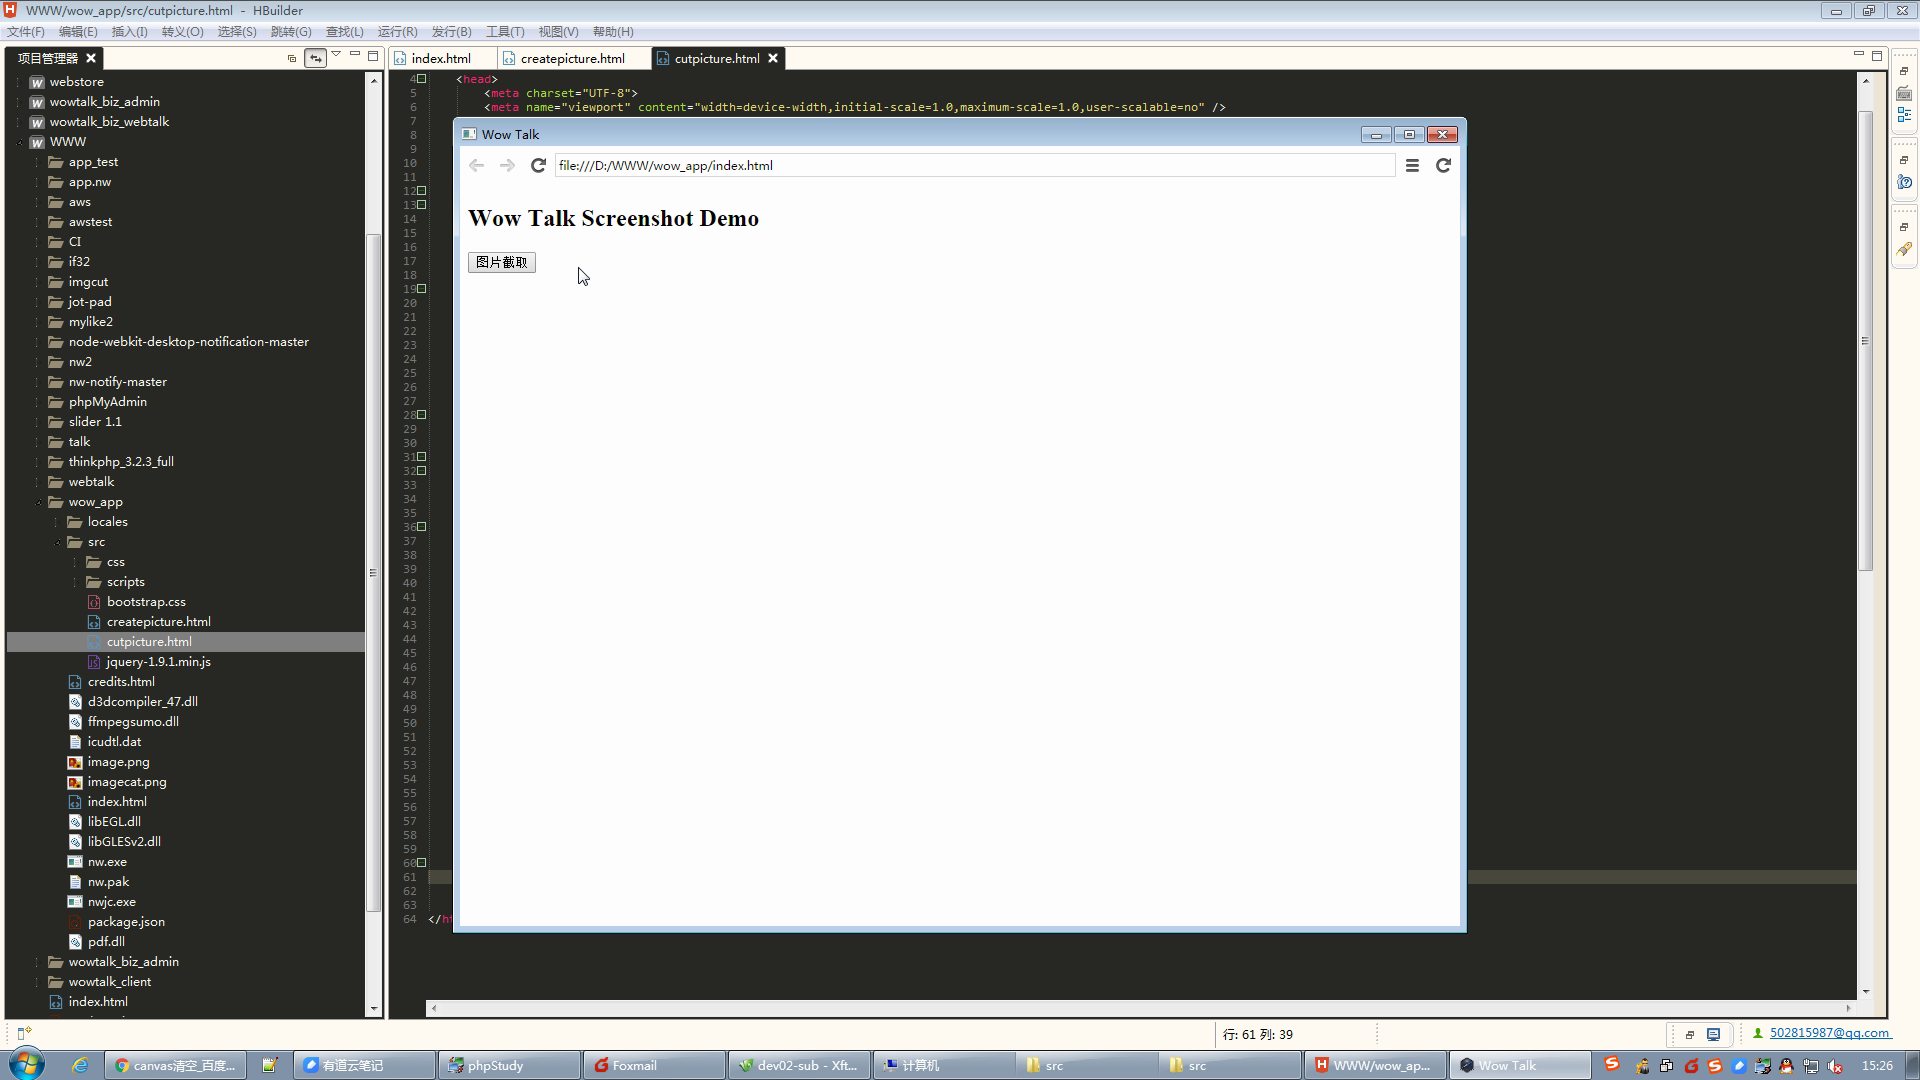 WWW/wow_app/src/cutpicture.html - HBuilder
文件(F) 编辑(E) 插入(I) 转义(O) 选择(S) 跳转(G) 查找(L) 运行(R) 发行(B) 工具(T) 视图(V) 帮助(H)
项目管理器
index.html createpicture.html cutpicture.html
webstore
wowtalk_biz_admin
wowtalk_biz_webtalk
WWW
app_test
app.nw
aws
awstest
CI
if32
imgcut
jot-pad
mylike2
node-webkit-desktop-notification-master
nw2
nw-notify-master
phpMyAdmin
slider 1.1
talk
thinkphp_3.2.3_full
webtalk
wow_app
locales
src
css
scripts
bootstrap.css
createpicture.html
cutpicture.html
jquery-1.9.1.min.js
credits.html
d3dcompiler_47.dll
ffmpegsumo.dll
icudtl.dat
image.png
imagecat.png
index.html
libEGL.dll
libGLESv2.dll
nw.exe
nw.pak
nwjc.exe
package.json
pdf.dll
wowtalk_biz_admin
wowtalk_client
index.html
4 <head>
5 <meta charset="UTF-8">
6 <meta name="viewport" content="width=device-width,initial-scale=1.0,maximum-scale=1.0,user-scalable=no" />
7
8
9
10
11
12
13
14
15
16
17
18
19
20
21
22
23
24
25
26
27
28
29
30
31
32
33
34
35
36
37
38
39
40
41
42
43
44
45
46
47
48
49
50
51
52
53
54
55
56
57
58
59
60
61
62
63
64 </ht
Wow Talk
file:///D:/WWW/wow_app/index.html
Wow Talk Screenshot Demo
图片截取
行: 61 列: 39
502815987@qq.com
canvas清空_百度... 有道云笔记 phpStudy Foxmail dev02-sub - Xft... 计算机 src src WWW/wow_ap... Wow Talk 15:26